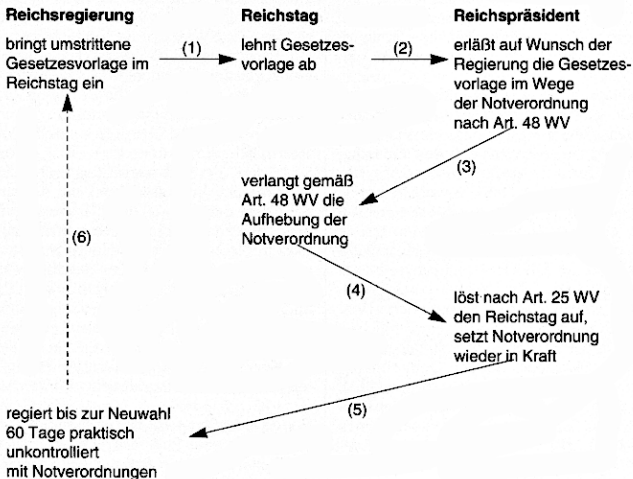 Reichsregierung
bringt umstrittene
Gesetzesvorlage im
Reichstag ein
(1)
Reichstag
lehnt Gesetzes-
vorlage ab
(2)
Reichspräsident
erläßt auf Wunsch der
Regierung die Gesetzes-
vorlage im Wege
der Notverordnung
nach Art. 48 WV
(3)
verlangt gemäß
Art. 48 WV die
Aufhebung der
Notverordnung
(4)
löst nach Art. 25 WV
den Reichstag auf,
setzt Notverordnung
wieder in Kraft
(5)
regiert bis zur Neuwahl
60 Tage praktisch
unkontrolliert
mit Notverordnungen
(6)